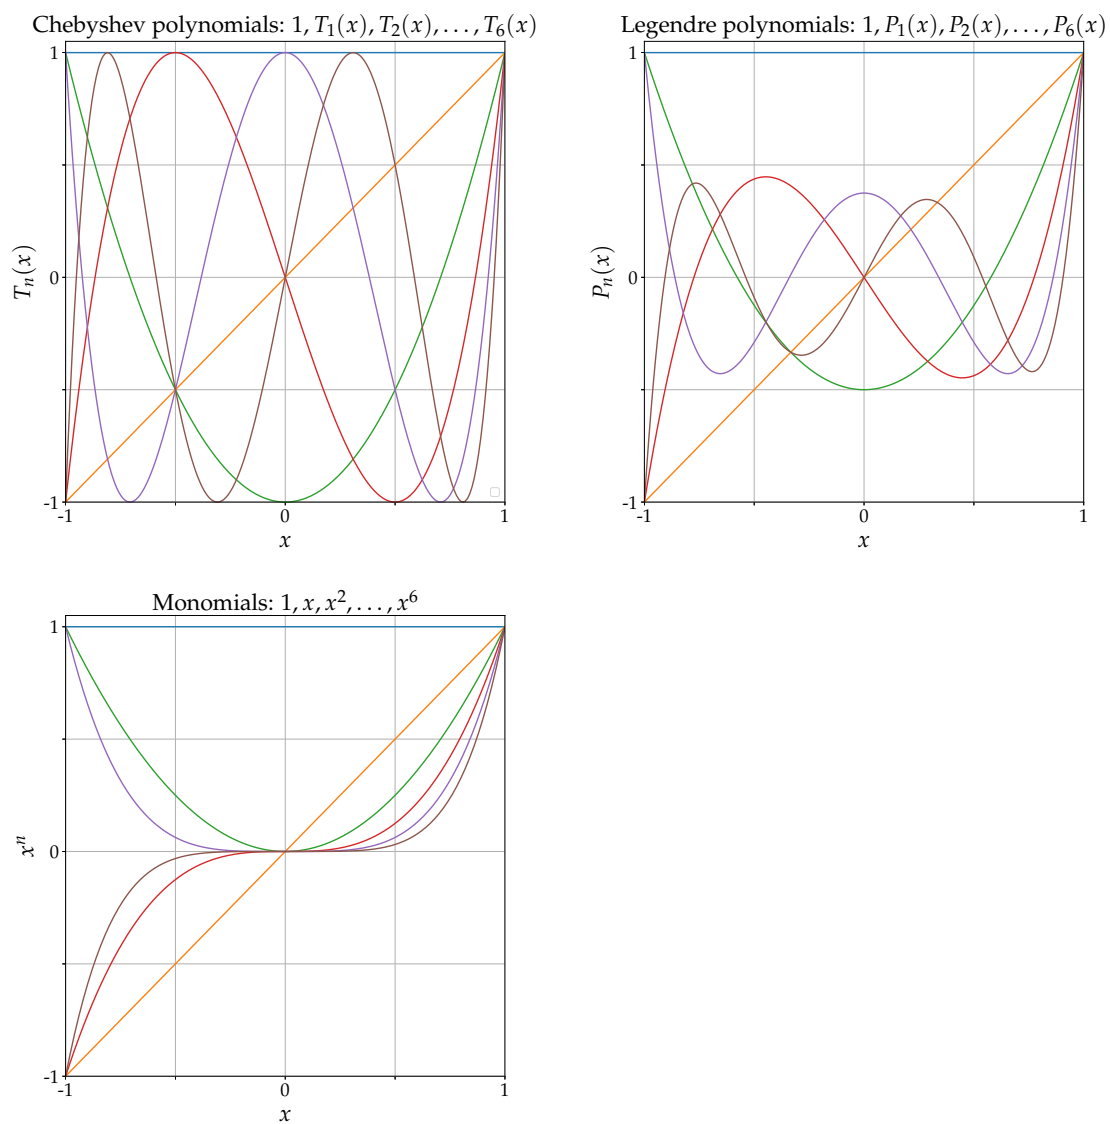 Chebyshev polynomials: 1, T₁(x), T₂(x), . . . , T₆(x)
1
0
-1
-1
0
1
Tₙ(x)
x
Legendre polynomials: 1, P₁(x), P₂(x), . . . , P₆(x)
1
0
-1
-1
0
1
Pₙ(x)
x
Monomials: 1, x, x², . . . , x⁶
1
0
-1
-1
0
1
xⁿ
x